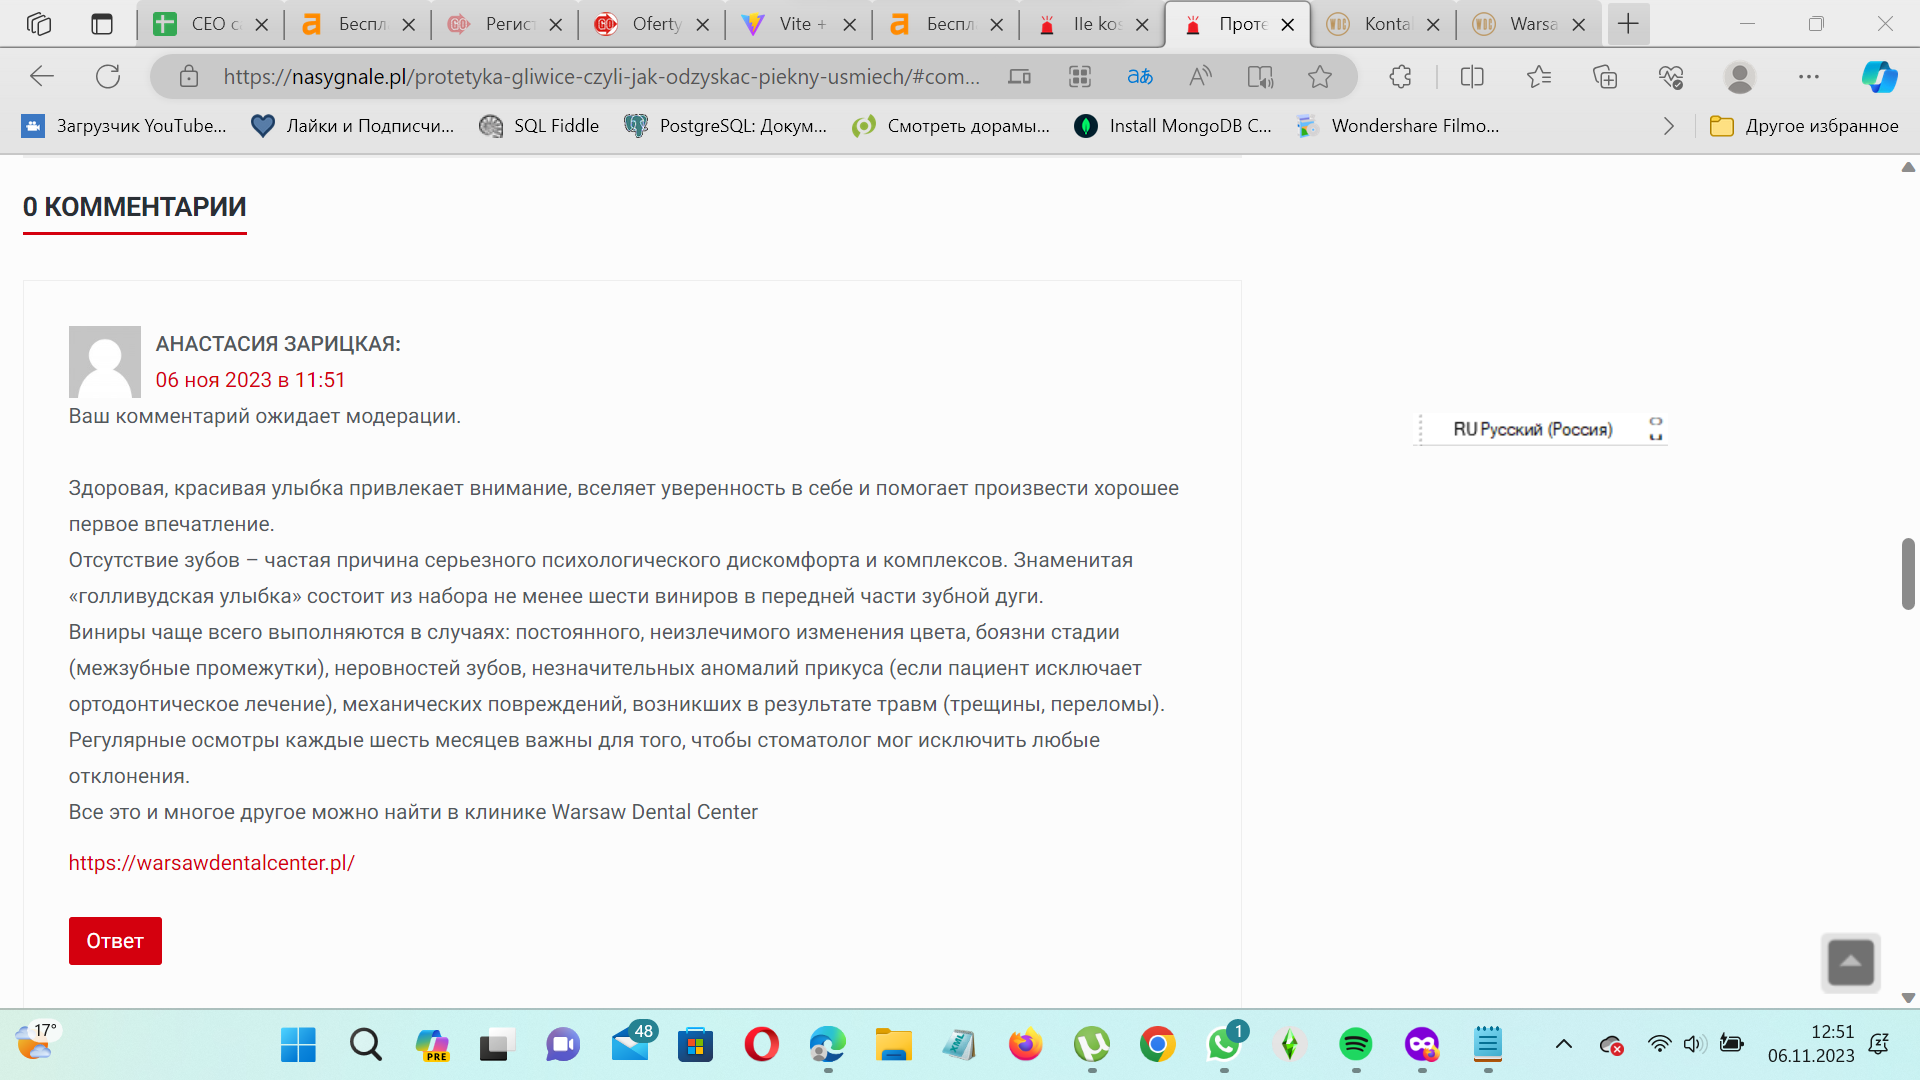 CEO c
Беспл
Регист
Oferty
Vite +
Беспл
Ile kos
Проте
Konta
Warsa
https://nasygnale.pl/protetyka-gliwice-czyli-jak-odzyskac-piekny-usmiech/#com...
Загрузчик YouTube...
Лайки и Подписчи...
SQL Fiddle
PostgreSQL: Докум...
Смотреть дорамы...
Install MongoDB C...
Wondershare Filmo...
Другое избранное
0 КОММЕНТАРИИ
АНАСТАСИЯ ЗАРИЦКАЯ:
06 ноя 2023 в 11:51
Ваш комментарий ожидает модерации.
RU Русский (Россия)
Здоровая, красивая улыбка привлекает внимание, вселяет уверенность в себе и помогает произвести хорошее
первое впечатление.
Отсутствие зубов – частая причина серьезного психологического дискомфорта и комплексов. Знаменитая
«голливудская улыбка» состоит из набора не менее шести виниров в передней части зубной дуги.
Виниры чаще всего выполняются в случаях: постоянного, неизлечимого изменения цвета, боязни стадии
(межзубные промежутки), неровностей зубов, незначительных аномалий прикуса (если пациент исключает
ортодонтическое лечение), механических повреждений, возникших в результате травм (трещины, переломы).
Регулярные осмотры каждые шесть месяцев важны для того, чтобы стоматолог мог исключить любые
отклонения.
Все это и многое другое можно найти в клинике Warsaw Dental Center
https://warsawdentalcenter.pl/
Ответ
17°
PRE
48
1
12:51
06.11.2023